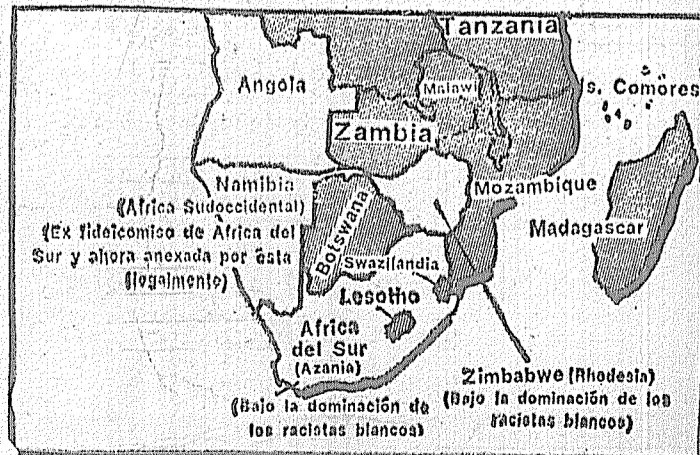 Tanzania
Angola
Malawi
Is. Comores
Zambia
Namibia
(Africa Sudoccidental)
(Ex fideicomiso de Africa del
Sur y ahora anexada por ésta
ilegalmente)
Botswana
Mozambique
Madagascar
Swazilandia
Lesotho
Africa
del Sur
(Azania)
(Bajo la dominación de
los racistas blancos)
Zimbabwe (Rhodesia)
(Bajo la dominación de los
racistas blancos)